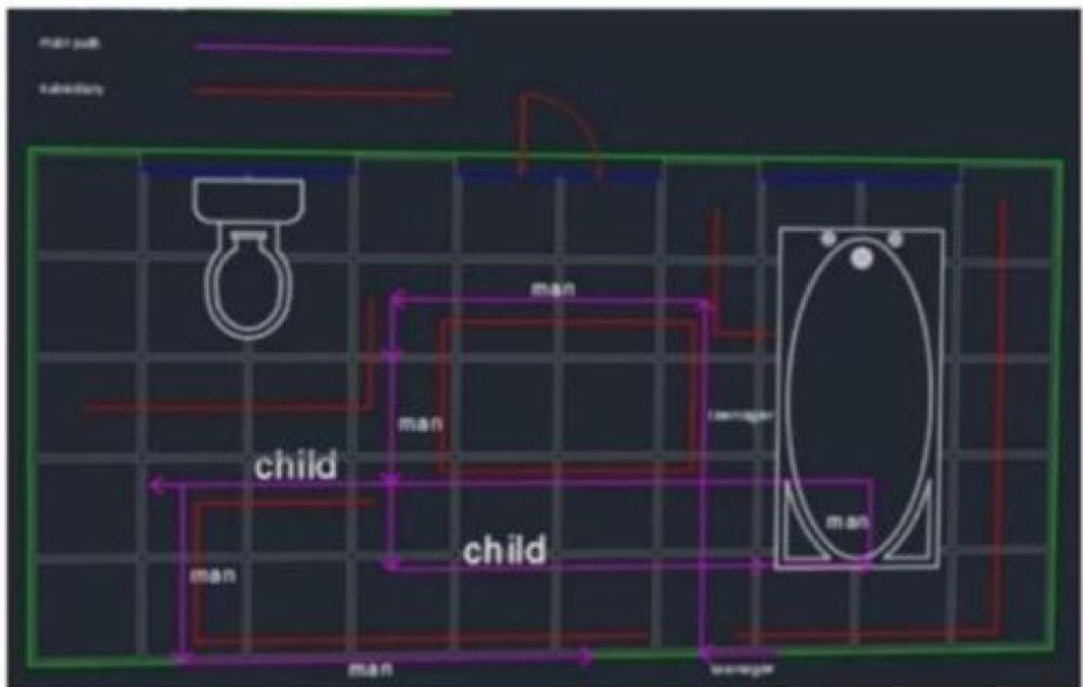 main path
subsidiary
man
man
teenager
child
man
child
man
man
teenager